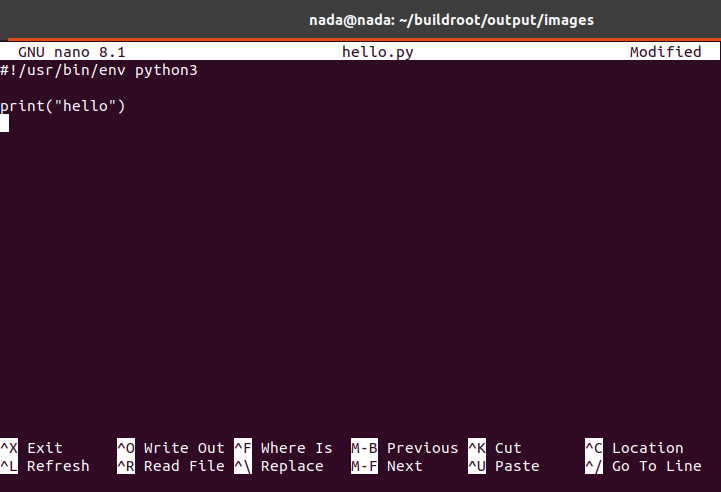 nada@nada: ~/buildroot/output/images
GNU nano 8.1 hello.py Modified
#!/usr/bin/env python3
print("hello")
^X Exit ^O Write Out ^F Where Is M-B Previous ^K Cut ^C Location
^L Refresh ^R Read File ^\ Replace M-F Next ^U Paste ^/ Go To Line